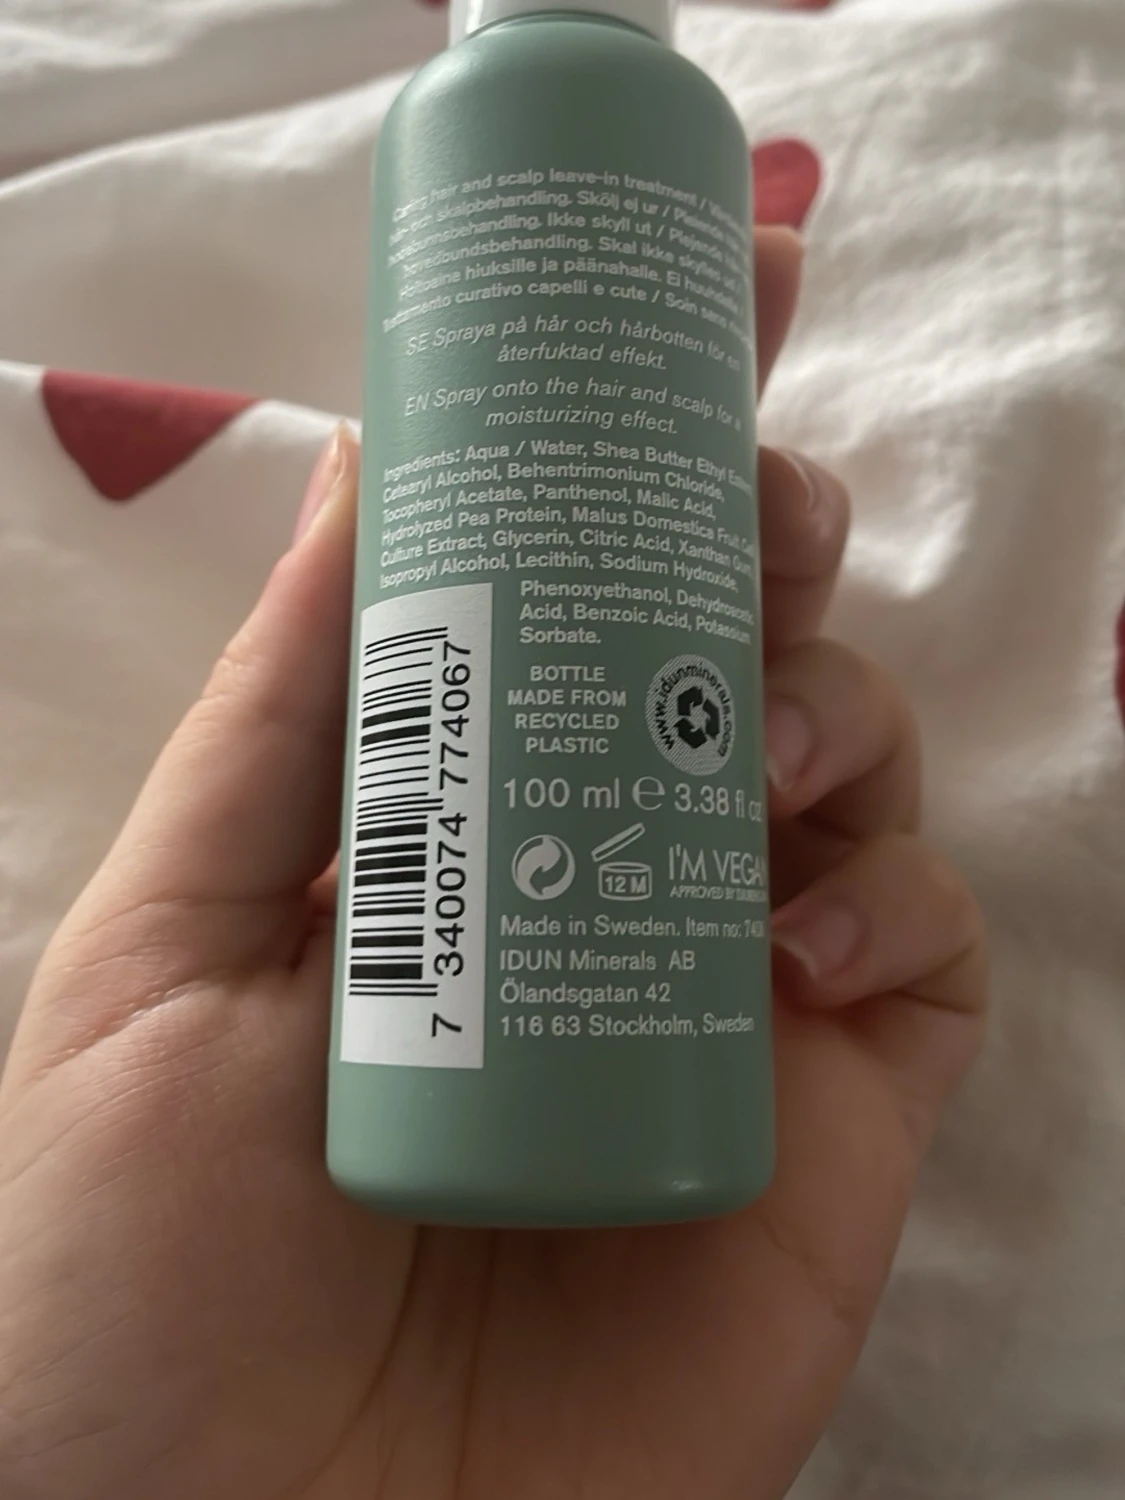 Caring hair and scalp leave-in treatment /
hår- och skalpbehandling. Skölj ej ur / Plejende
hodebunnsbehandling. Ikke skyll ut / Plejende
hovedbundsbehandling. Skal ikke skylles ud /
Hoitoaine hiuksille ja päänahalle. Ei huuhdella /
Trattamento curativo capelli e cute / Soin sans
SE Spraya på hår och hårbotten för en
återfuktad effekt.
EN Spray onto the hair and scalp for a
moisturizing effect.
Ingredients: Aqua / Water, Shea Butter Ethyl Esters,
Cetearyl Alcohol, Behentrimonium Chloride,
Tocopheryl Acetate, Panthenol, Malic Acid,
Hydrolyzed Pea Protein, Malus Domestica Fruit Cell
Culture Extract, Glycerin, Citric Acid, Xanthan Gum,
Isopropyl Alcohol, Lecithin, Sodium Hydroxide,
Phenoxyethanol, Dehydroacetic
Acid, Benzoic Acid, Potassium
Sorbate.
BOTTLE
MADE FROM
RECYCLED
PLASTIC
www.idunminerals.com
100 ml ℮ 3.38 fl oz
12 M
I'M VEGAN
APPROVED BY
Made in Sweden. Item no:
IDUN Minerals AB
Ölandsgatan 42
116 63 Stockholm, Sweden
7 340074 774067